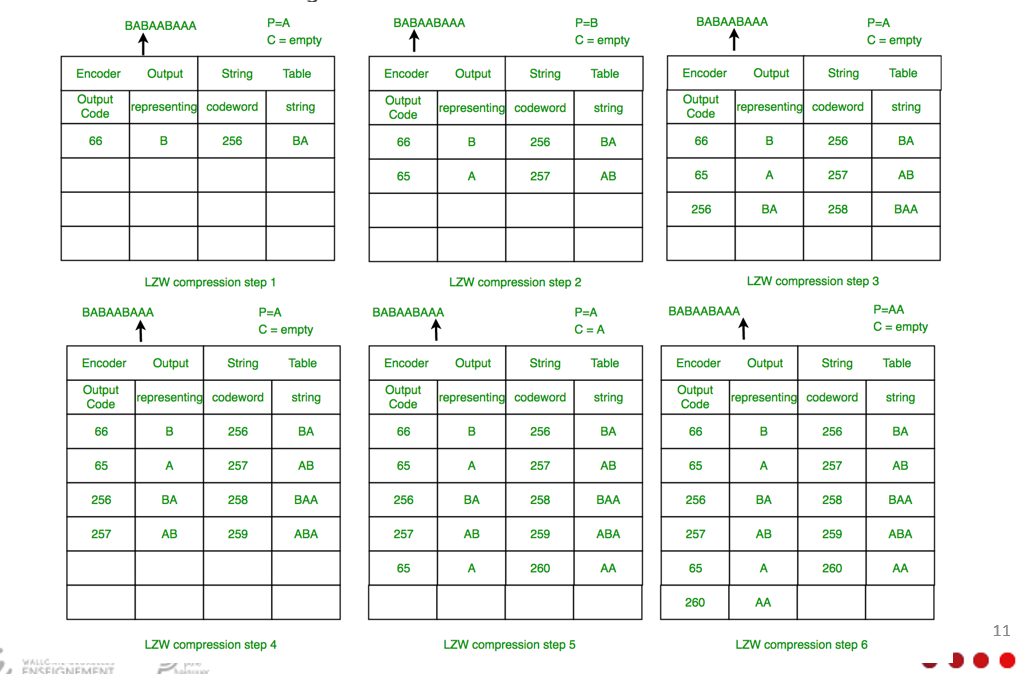 BABAABAAA P=A
C = empty
Encoder Output String Table
Output Code representing codeword string
66 B 256 BA
LZW compression step 1
BABAABAAA P=B
C = empty
Encoder Output String Table
Output Code representing codeword string
66 B 256 BA
65 A 257 AB
LZW compression step 2
BABAABAAA P=A
C = empty
Encoder Output String Table
Output Code representing codeword string
66 B 256 BA
65 A 257 AB
256 BA 258 BAA
LZW compression step 3
BABAABAAA P=A
C = empty
Encoder Output String Table
Output Code representing codeword string
66 B 256 BA
65 A 257 AB
256 BA 258 BAA
257 AB 259 ABA
LZW compression step 4
BABAABAAA P=A
C = A
Encoder Output String Table
Output Code representing codeword string
66 B 256 BA
65 A 257 AB
256 BA 258 BAA
257 AB 259 ABA
65 A 260 AA
LZW compression step 5
BABAABAAA P=AA
C = empty
Encoder Output String Table
Output Code representing codeword string
66 B 256 BA
65 A 257 AB
256 BA 258 BAA
257 AB 259 ABA
65 A 260 AA
260 AA
LZW compression step 6
11
ENSEIGNEMENT